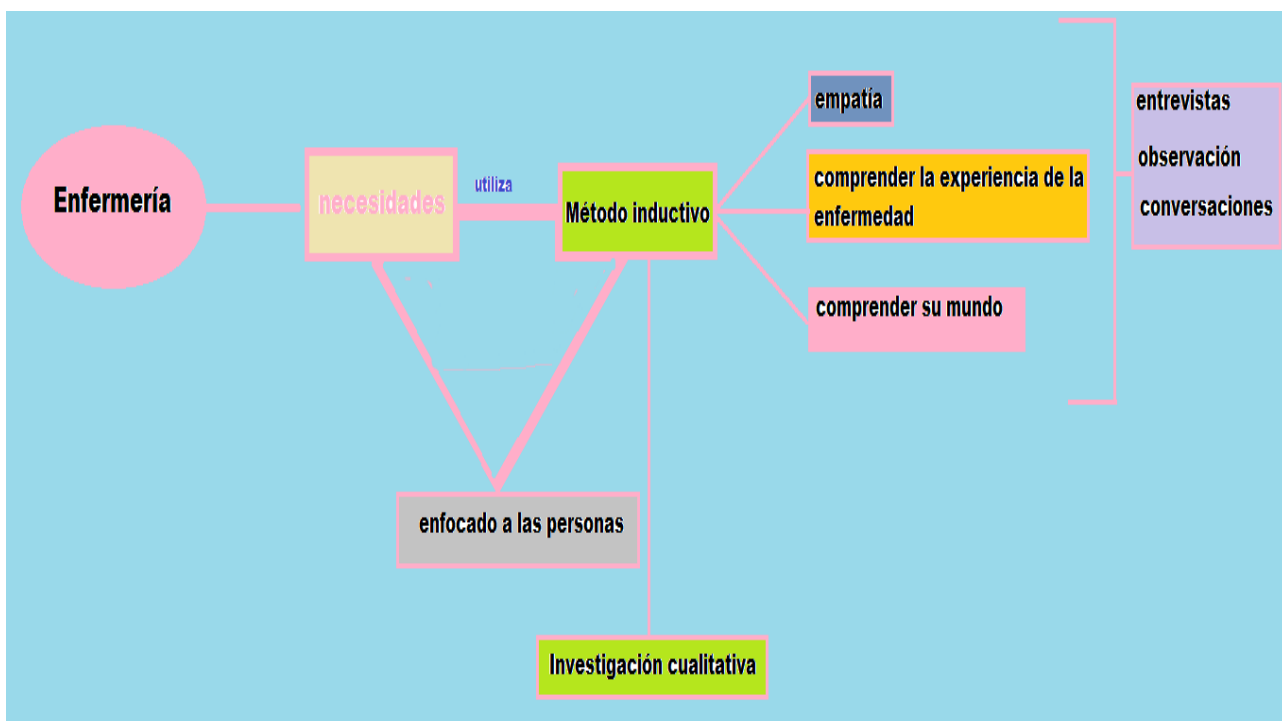 Enfermería
necesidades
utiliza
Método inductivo
empatía
comprender la experiencia de la
enfermedad
comprender su mundo
entrevistas
observación
conversaciones
enfocado a las personas
Investigación cualitativa